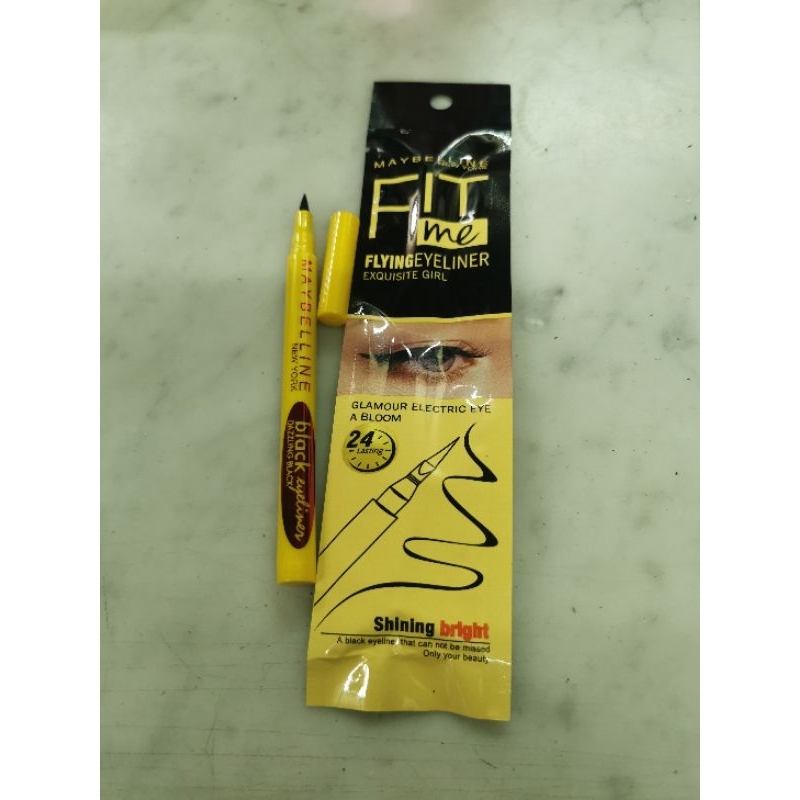 MAYBELLINE
NEW YORK
FIT
me
FLYINGEYELINER
EXQUISITE GIRL
GLAMOUR ELECTRIC EYE
A BLOOM
24
Lasting
Shining bright
A black eyeliner that can not be missed
Only your beauty
MAYBELLINE
NEW YORK
black eyeliner
DAZZLING BLACK